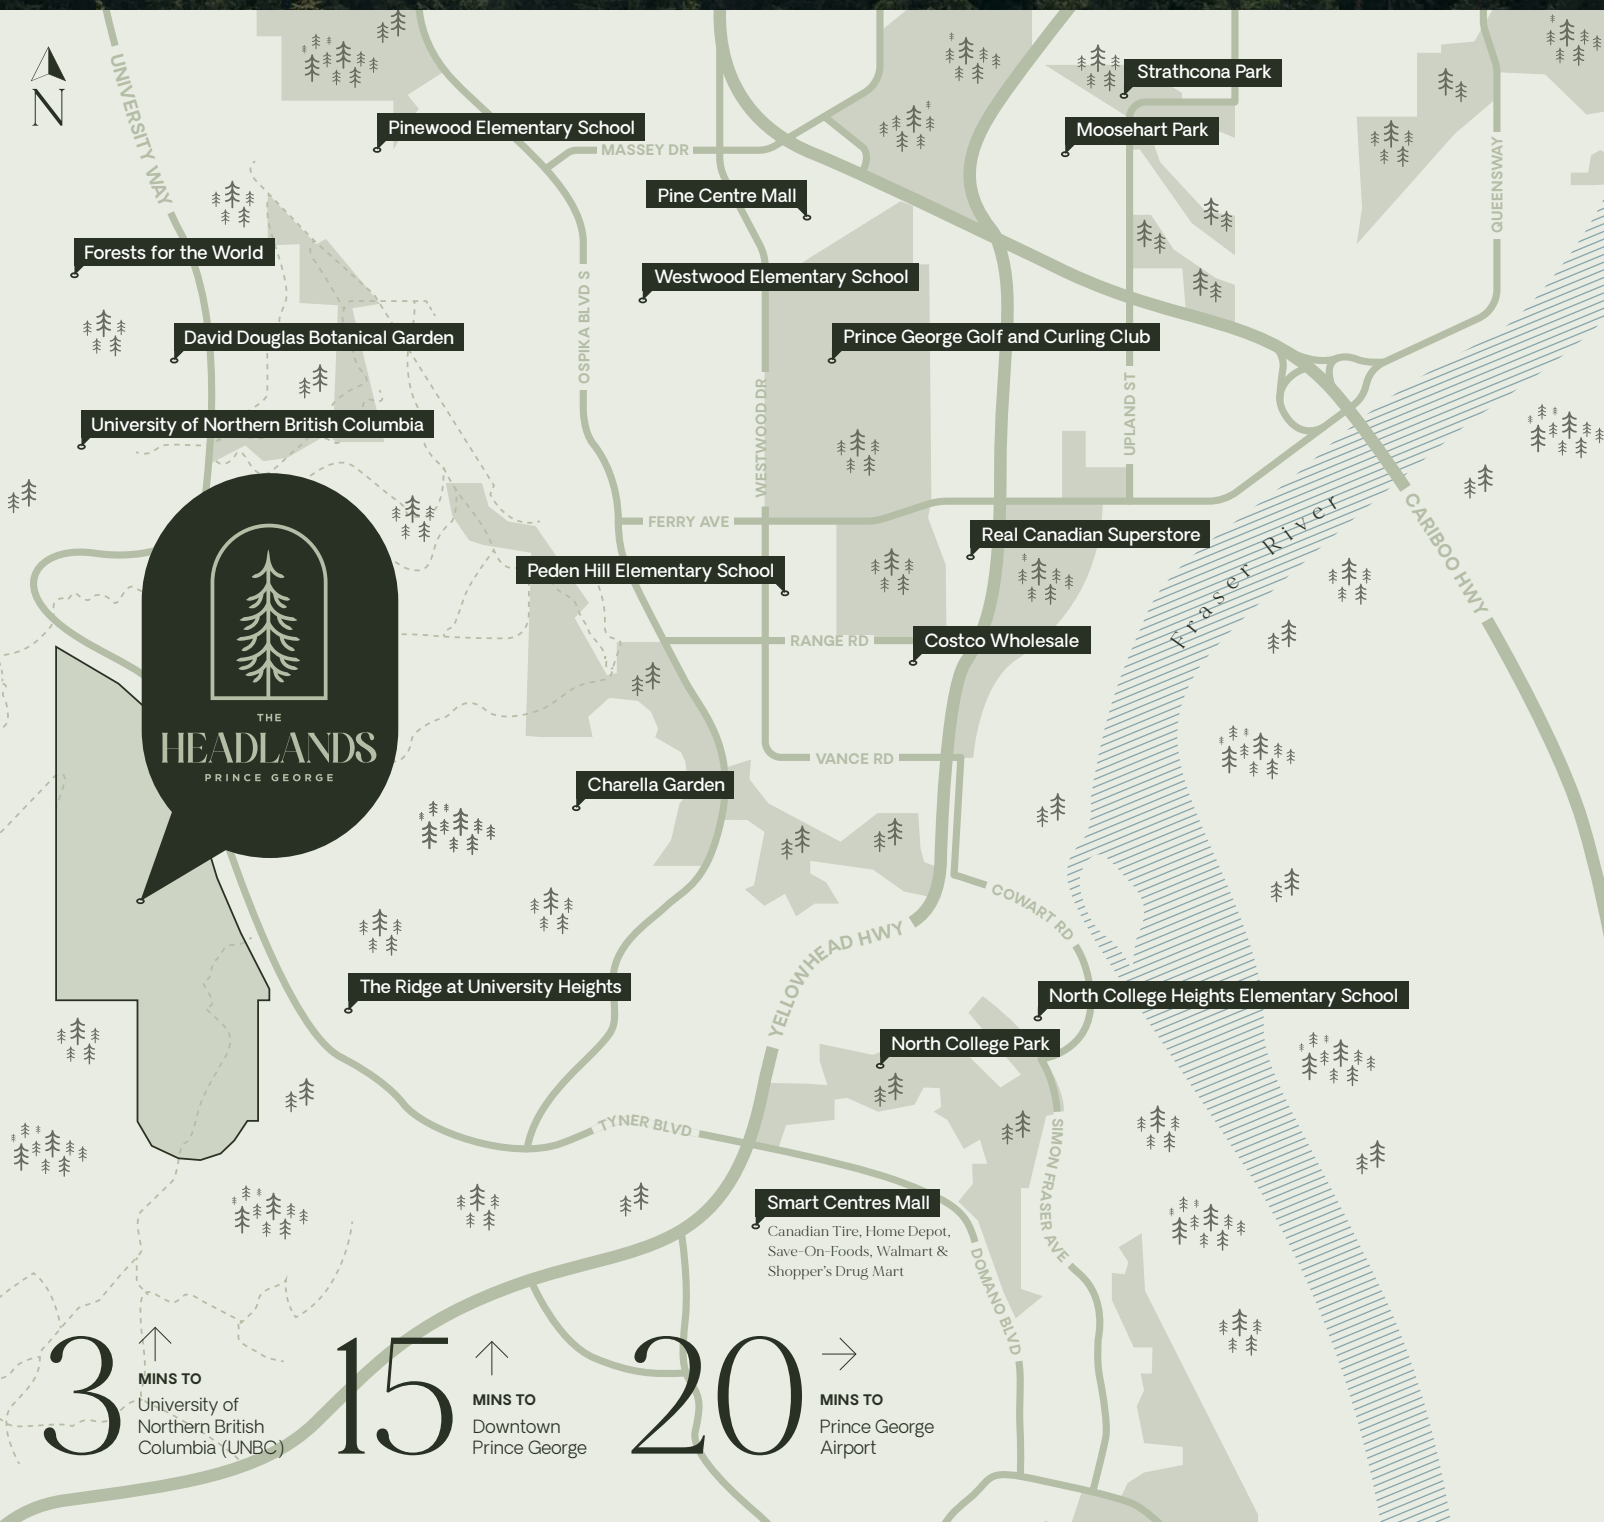 N
UNIVERSITY WAY
Strathcona Park
Pinewood Elementary School
Moosehart Park
MASSEY DR
QUEENSWAY
Pine Centre Mall
Forests for the World
Westwood Elementary School
OSPIKA BLVD S
David Douglas Botanical Garden
Prince George Golf and Curling Club
WESTWOOD DR
UPLAND ST
University of Northern British Columbia
FERRY AVE
Real Canadian Superstore
Fraser River
CARIBOO HWY
Peden Hill Elementary School
RANGE RD
Costco Wholesale
THE
HEADLANDS
PRINCE GEORGE
VANCE RD
Charella Garden
COWART RD
YELLOWHEAD HWY
The Ridge at University Heights
North College Heights Elementary School
North College Park
TYNER BLVD
SIMON FRASER AVE
Smart Centres Mall
Canadian Tire, Home Depot,
Save-On-Foods, Walmart &
Shopper's Drug Mart
DOMANO BLVD
3
MINS TO
University of
Northern British
Columbia (UNBC)
15
MINS TO
Downtown
Prince George
20
MINS TO
Prince George
Airport